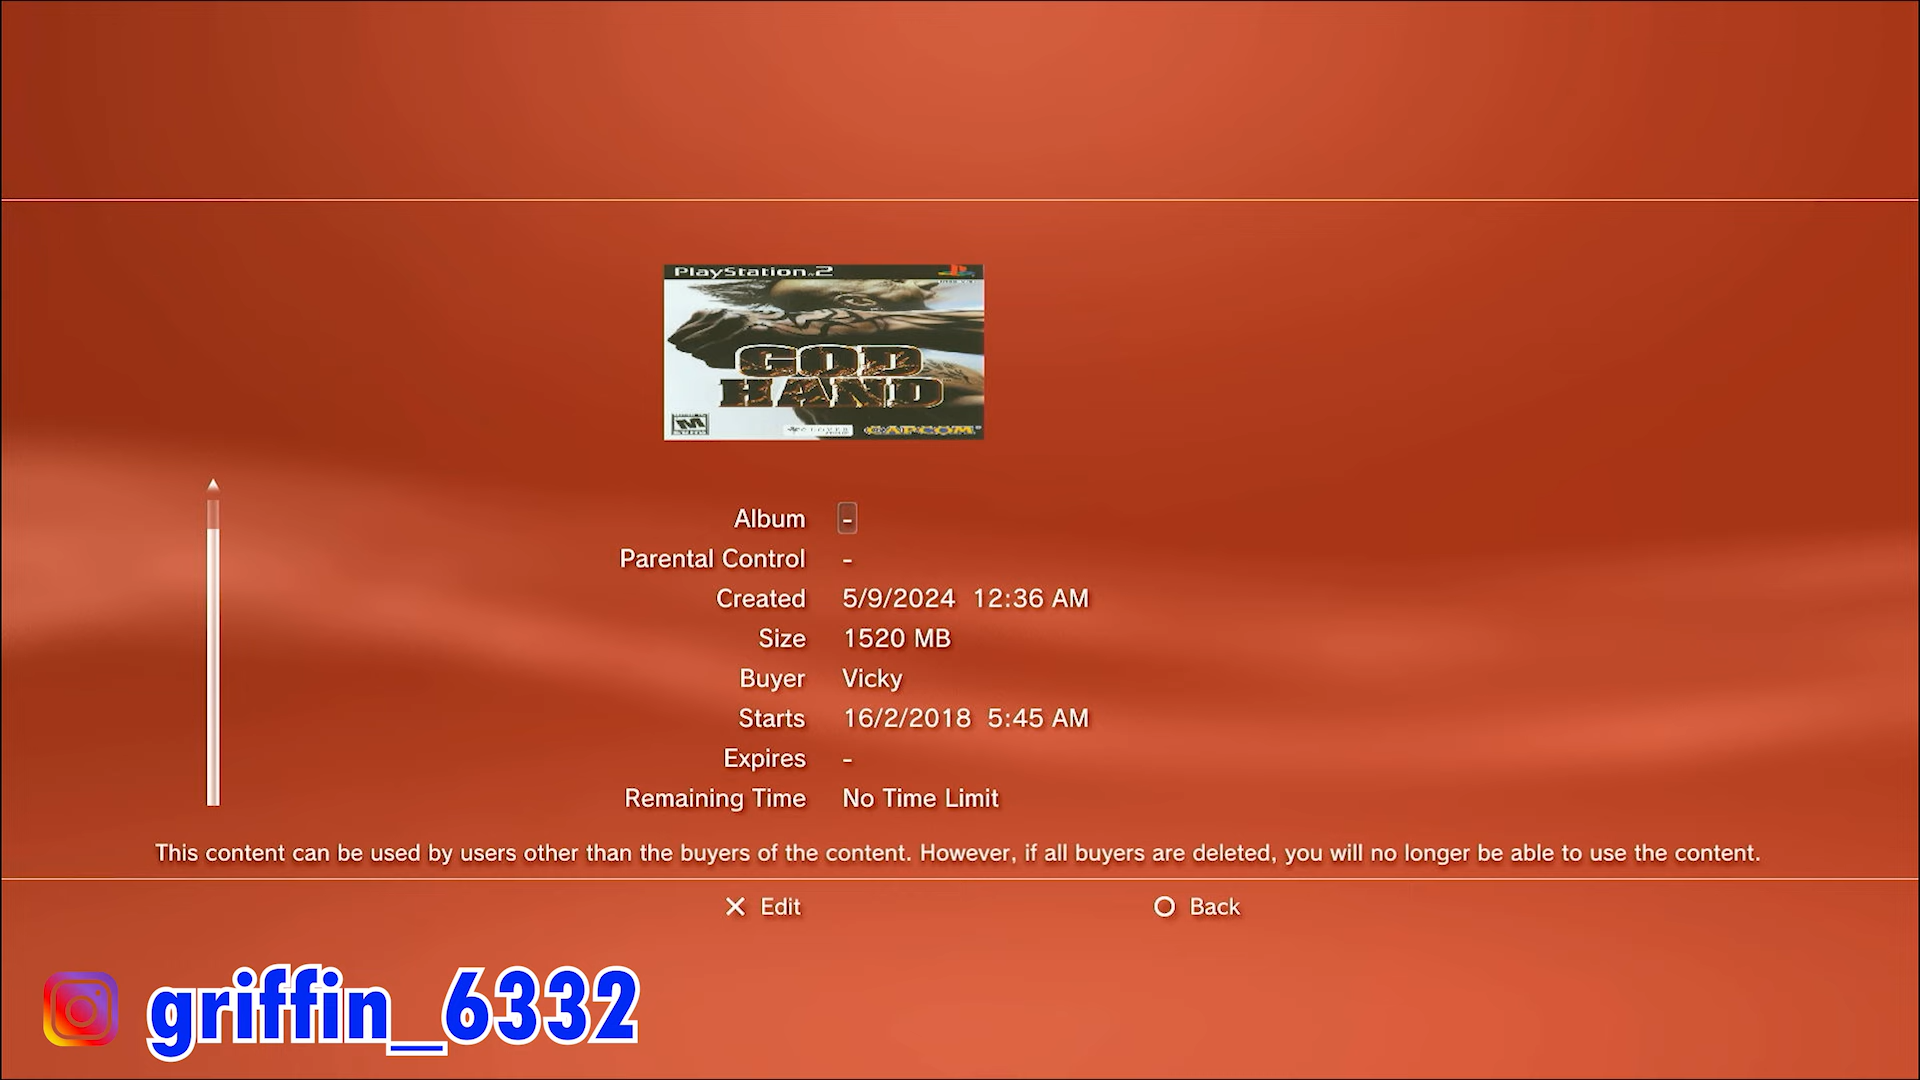 PlayStation.2
GOD
HAND
M
CAPCOM
Album -
Parental Control -
Created 5/9/2024 12:36 AM
Size 1520 MB
Buyer Vicky
Starts 16/2/2018 5:45 AM
Expires -
Remaining Time No Time Limit
This content can be used by users other than the buyers of the content. However, if all buyers are deleted, you will no longer be able to use the content.
Edit Back
griffin_6332